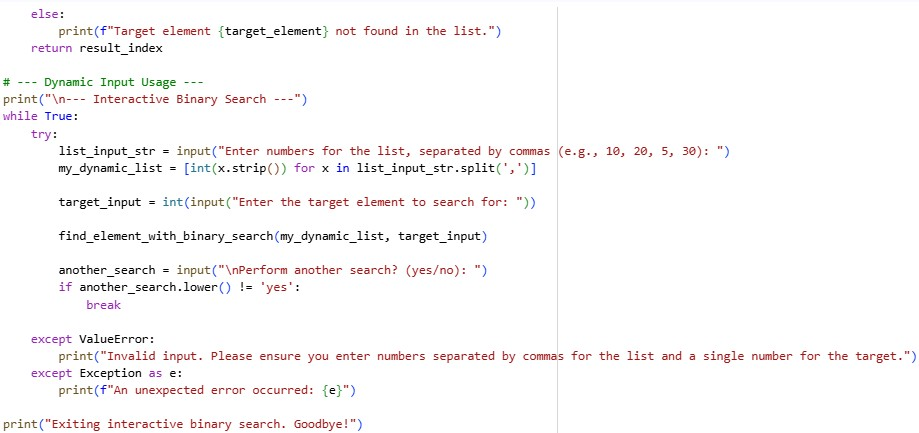 else:
        print(f"Target element {target_element} not found in the list.")
    return result_index

# --- Dynamic Input Usage ---
print("\n--- Interactive Binary Search ---")
while True:
    try:
        list_input_str = input("Enter numbers for the list, separated by commas (e.g., 10, 20, 5, 30): ")
        my_dynamic_list = [int(x.strip()) for x in list_input_str.split(',')]

        target_input = int(input("Enter the target element to search for: "))

        find_element_with_binary_search(my_dynamic_list, target_input)

        another_search = input("\nPerform another search? (yes/no): ")
        if another_search.lower() != 'yes':
            break

    except ValueError:
        print("Invalid input. Please ensure you enter numbers separated by commas for the list and a single number for the target.")
    except Exception as e:
        print(f"An unexpected error occurred: {e}")

print("Exiting interactive binary search. Goodbye!")